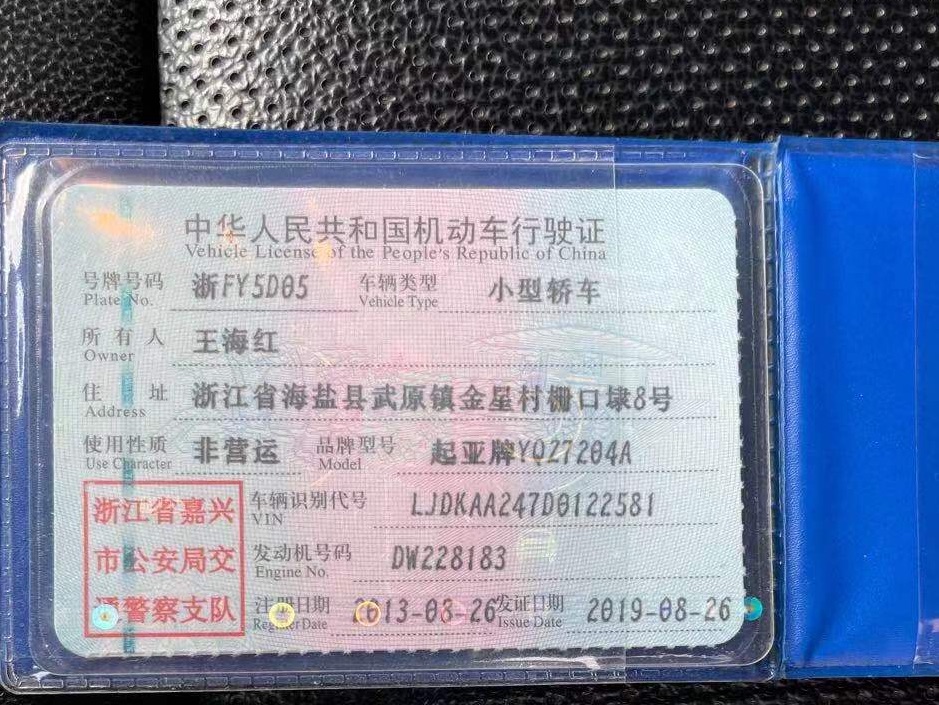 中华人民共和国机动车行驶证
Vehicle License of the People's Republic of China
号牌号码 浙FY5D05 车辆类型 小型轿车
Plate No. Vehicle Type
所有人 王海红
Owner
住址 浙江省海盐县武原镇金星村栅口埭8号
Address
使用性质 非营运 品牌型号 起亚牌YQZ7204A
Use Character Model
浙江省嘉兴
市公安局交
通警察支队
车辆识别代号 LJDKAA247D0122581
VIN
发动机号码 DW228183
Engine No.
注册日期 2013-08-26 发证日期 2019-08-26
Register Date Issue Date